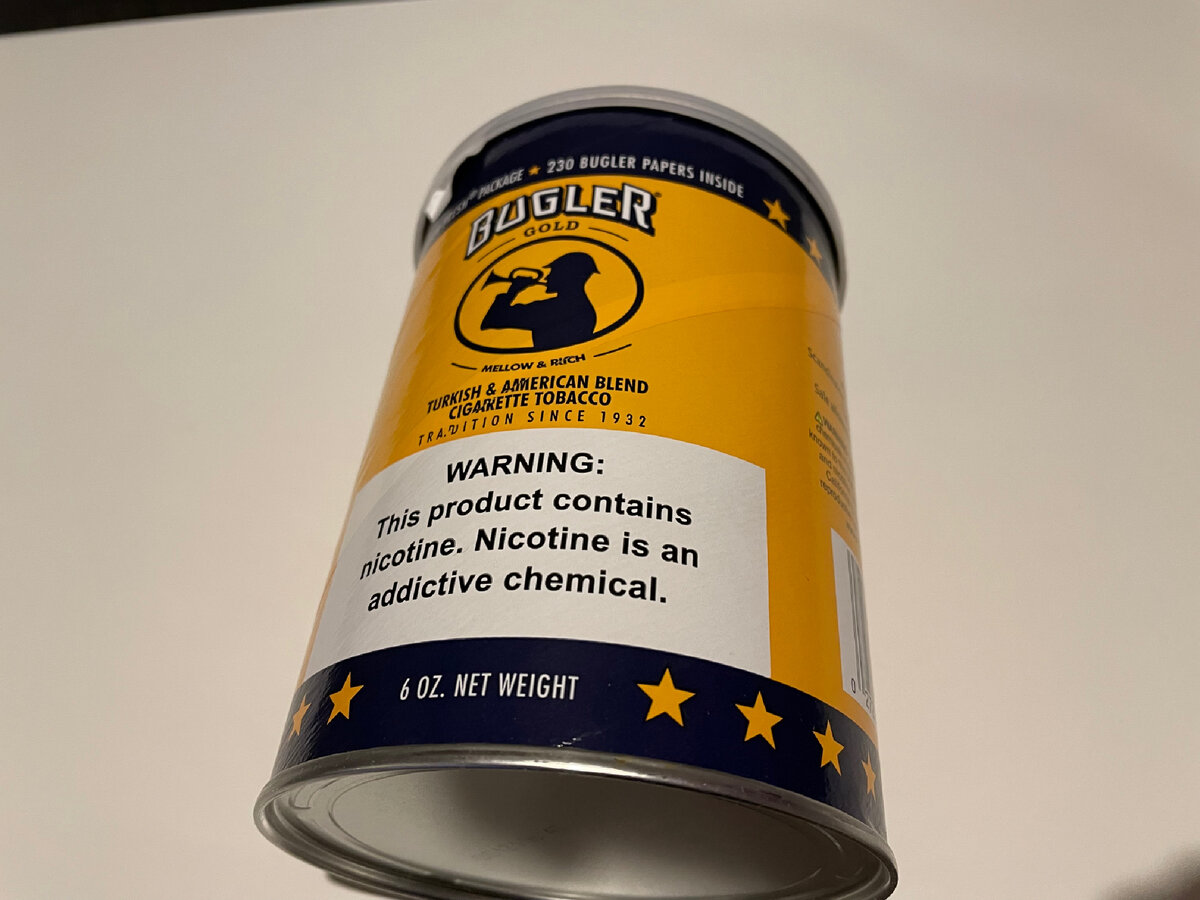 PACKAGE ★ 230 BUGLER PAPERS INSIDE
BUGLER
GOLD
MELLOW & RICH
TURKISH & AMERICAN BLEND
CIGARETTE TOBACCO
TRADITION SINCE 1932
WARNING:
This product contains
nicotine. Nicotine is an
addictive chemical.
6 OZ. NET WEIGHT
0